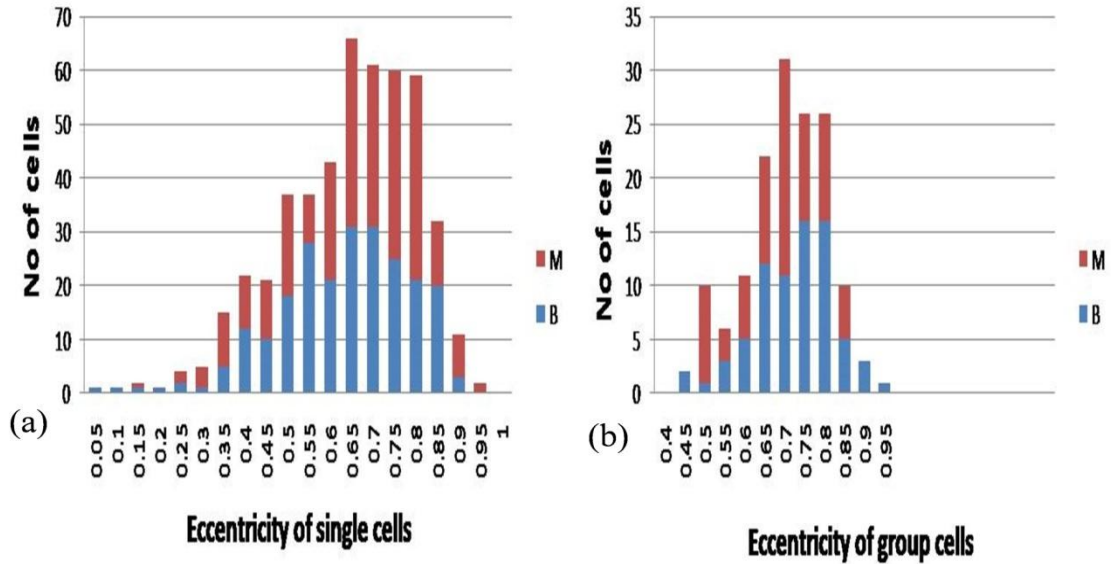 70
60
50
40
30
20
10
0
No of cells
M
B
(a)
0.05 0.1 0.15 0.2 0.25 0.3 0.35 0.4 0.45 0.5 0.55 0.6 0.65 0.7 0.75 0.8 0.85 0.9 0.95 1
Eccentricity of single cells
35
30
25
20
15
10
5
0
No of cells
M
B
(b)
0.4 0.45 0.5 0.55 0.6 0.65 0.7 0.75 0.8 0.85 0.9 0.95
Eccentricity of group cells